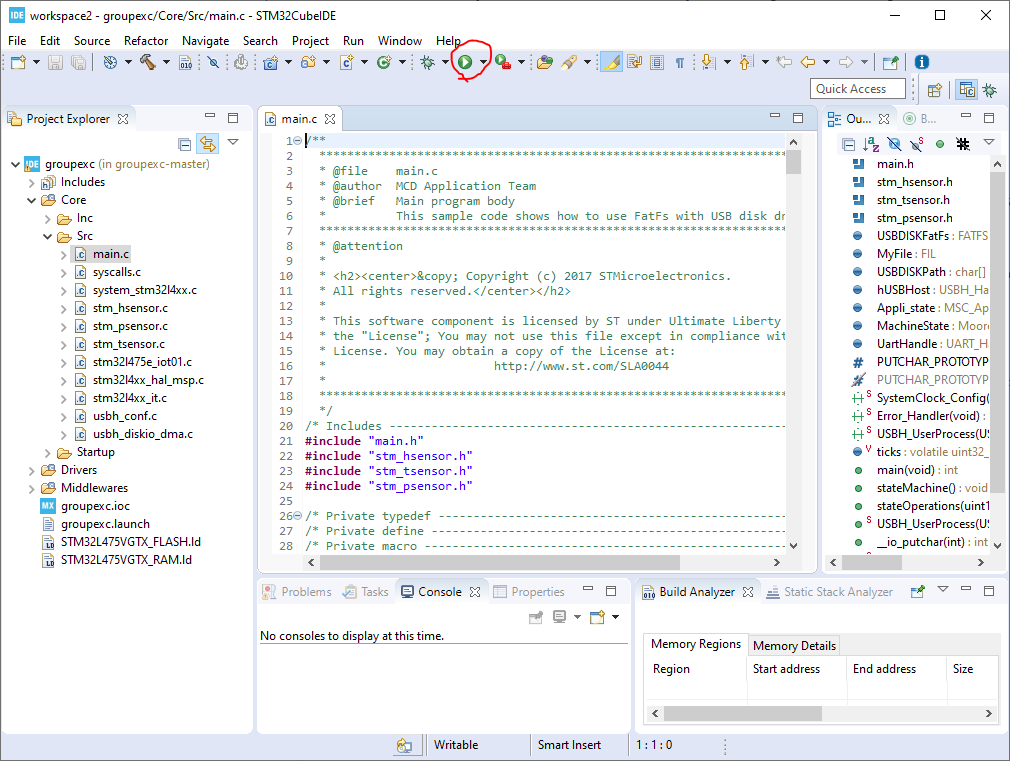 IDE workspace2 - groupexc/Core/Src/main.c - STM32CubeIDE
File Edit Source Refactor Navigate Search Project Run Window Help
Quick Access
Project Explorer
groupexc (in groupexc-master)
Includes
Core
Inc
Src
main.c
syscalls.c
system_stm32l4xx.c
stm_hsensor.c
stm_psensor.c
stm_tsensor.c
stm32l475e_iot01.c
stm32l4xx_hal_msp.c
stm32l4xx_it.c
usbh_conf.c
usbh_diskio_dma.c
Startup
Drivers
Middlewares
MX groupexc.ioc
groupexc.launch
STM32L475VGTX_FLASH.ld
STM32L475VGTX_RAM.ld
main.c
1 /**
2 ******************************************************************
3 * @file    main.c
4 * @author  MCD Application Team
5 * @brief   Main program body
6 *          This sample code shows how to use FatFs with USB disk dr
7 ******************************************************************
8 * @attention
9 *
10 * <h2><center>&copy; Copyright (c) 2017 STMicroelectronics.
11 * All rights reserved.</center></h2>
12 *
13 * This software component is licensed by ST under Ultimate Liberty
14 * the "License"; You may not use this file except in compliance wit
15 * License. You may obtain a copy of the License at:
16 *                        http://www.st.com/SLA0044
17 *
18 ******************************************************************
19 */
20 /* Includes ---------------------------------------------------
21 #include "main.h"
22 #include "stm_hsensor.h"
23 #include "stm_tsensor.h"
24 #include "stm_psensor.h"
25
26 /* Private typedef --------------------------------------------
27 /* Private define ---------------------------------------------
28 /* Private macro ----------------------------------------------
Ou... B...
main.h
stm_hsensor.h
stm_tsensor.h
stm_psensor.h
USBDISKFatFs : FATFS
MyFile : FIL
USBDISKPath : char[]
hUSBHost : USBH_Ha
Appli_state : MSC_Ap
MachineState : Moor
UartHandle : UART_H
PUTCHAR_PROTOTYP
PUTCHAR_PROTOTYP
SystemClock_Config(
Error_Handler(void) :
USBH_UserProcess(US
ticks : volatile uint32_
main(void) : int
stateMachine() : void
stateOperations(uint1
USBH_UserProcess(US
__io_putchar(int) : int
Problems Tasks Console Properties
No consoles to display at this time.
Build Analyzer Static Stack Analyzer
Memory Regions Memory Details
Region Start address End address Size
Writable Smart Insert 1 : 1 : 0